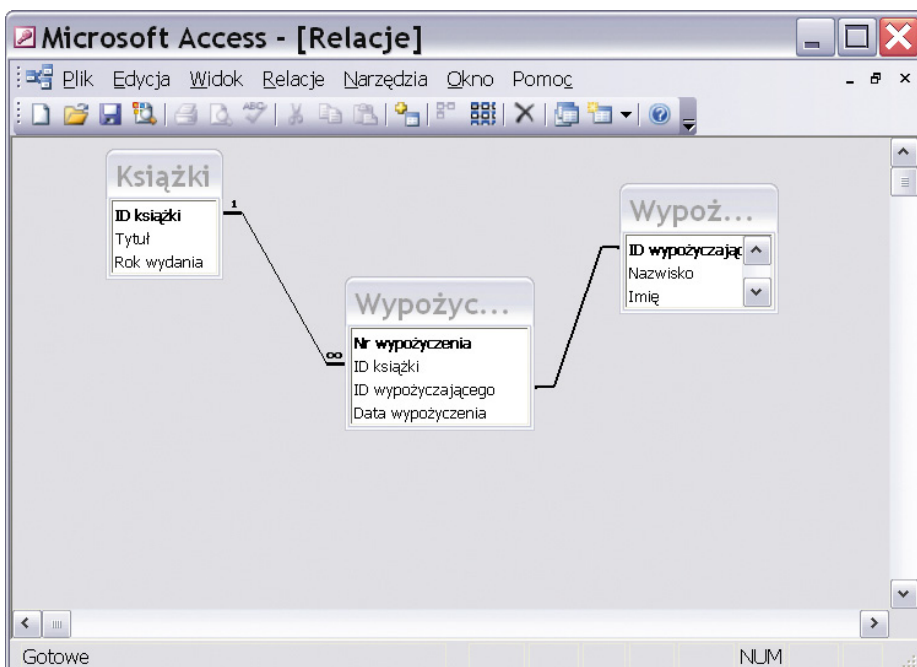 Microsoft Access - [Relacje]
Plik Edycja Widok Relacje Narzędzia Okno Pomoc
Książki
1
ID książki
Tytuł
Rok wydania
Wypoż...
ID wypożyczając
Nazwisko
Imię
Wypożyc...
∞
Nr wypożyczenia
ID książki
ID wypożyczającego
Data wypożyczenia
Gotowe
NUM